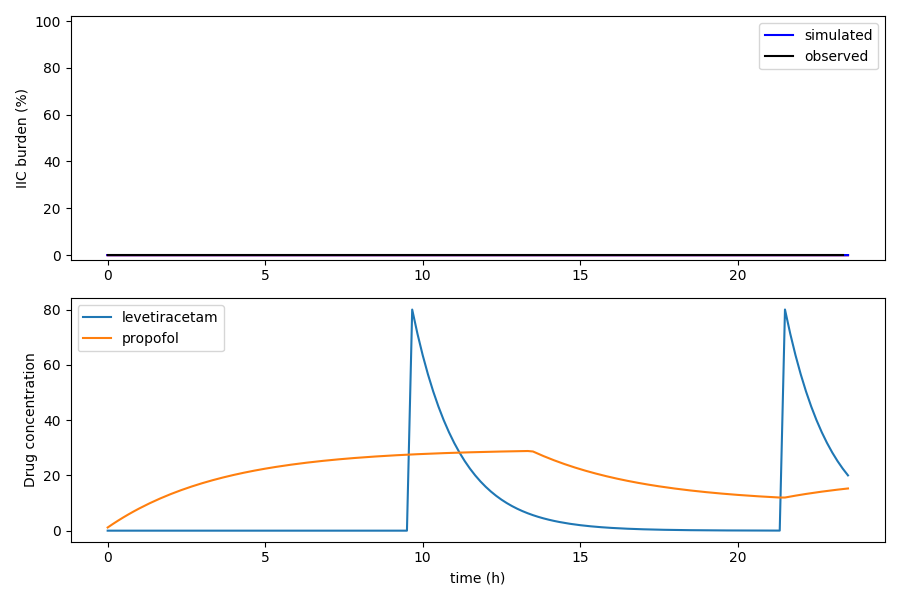 100
80
60
40
20
0
IIC burden (%)
simulated
observed
0 5 10 15 20
80
60
40
20
0
Drug concentration
levetiracetam
propofol
0 5 10 15 20
time (h)